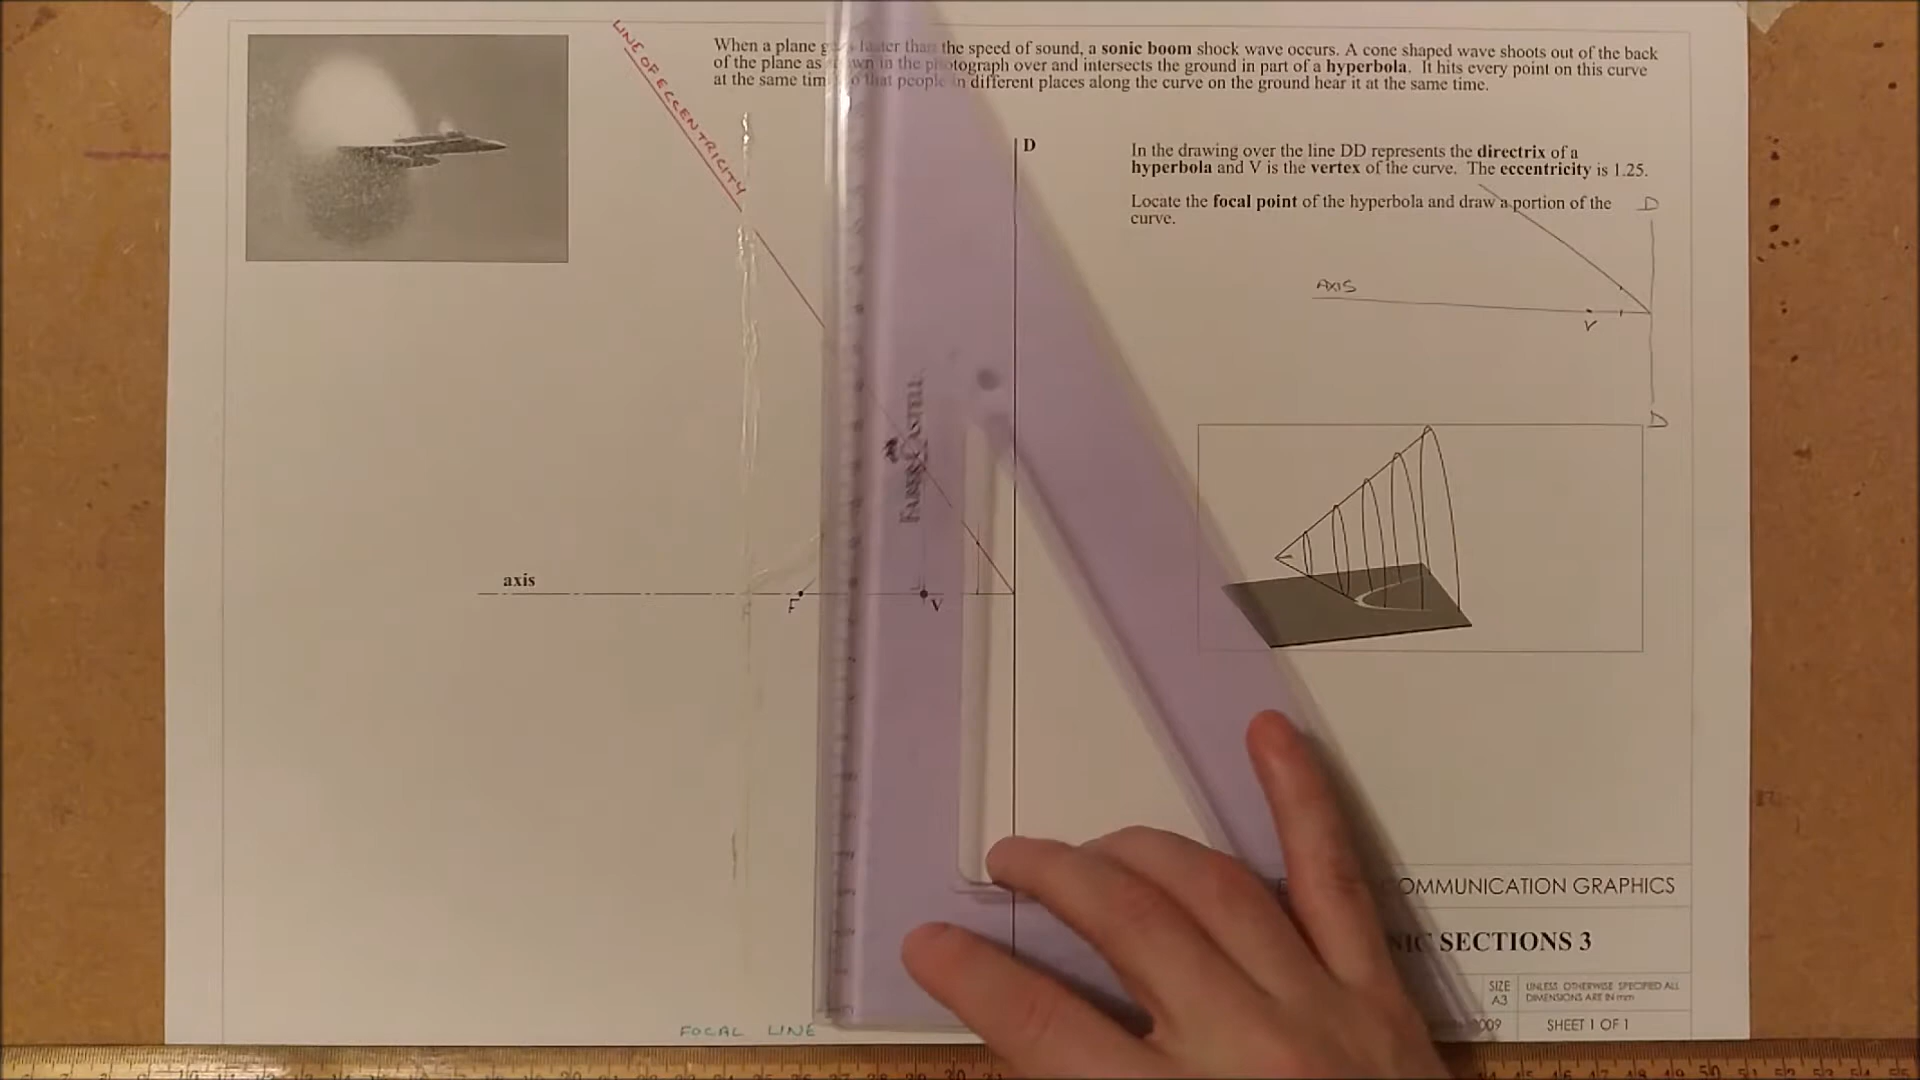 LINE OF ECCENTRICITY
When a plane g faster than the speed of sound, a sonic boom shock wave occurs. A cone shaped wave shoots out of the back
of the plane as wn in the photograph over and intersects the ground in part of a hyperbola. It hits every point on this curve
at the same tim o that people in different places along the curve on the ground hear it at the same time.
D
In the drawing over the line DD represents the directrix of a
hyperbola and V is the vertex of the curve. The eccentricity is 1.25.
Locate the focal point of the hyperbola and draw a portion of the
curve.
D
AXIS
V
D
FABER-CASTELL
axis
F
V
COMMUNICATION GRAPHICS
NIC SECTIONS 3
SIZE
A3
UNLESS OTHERWISE SPECIFIED ALL
DIMENSIONS ARE IN mm
009
SHEET 1 OF 1
FOCAL LINE